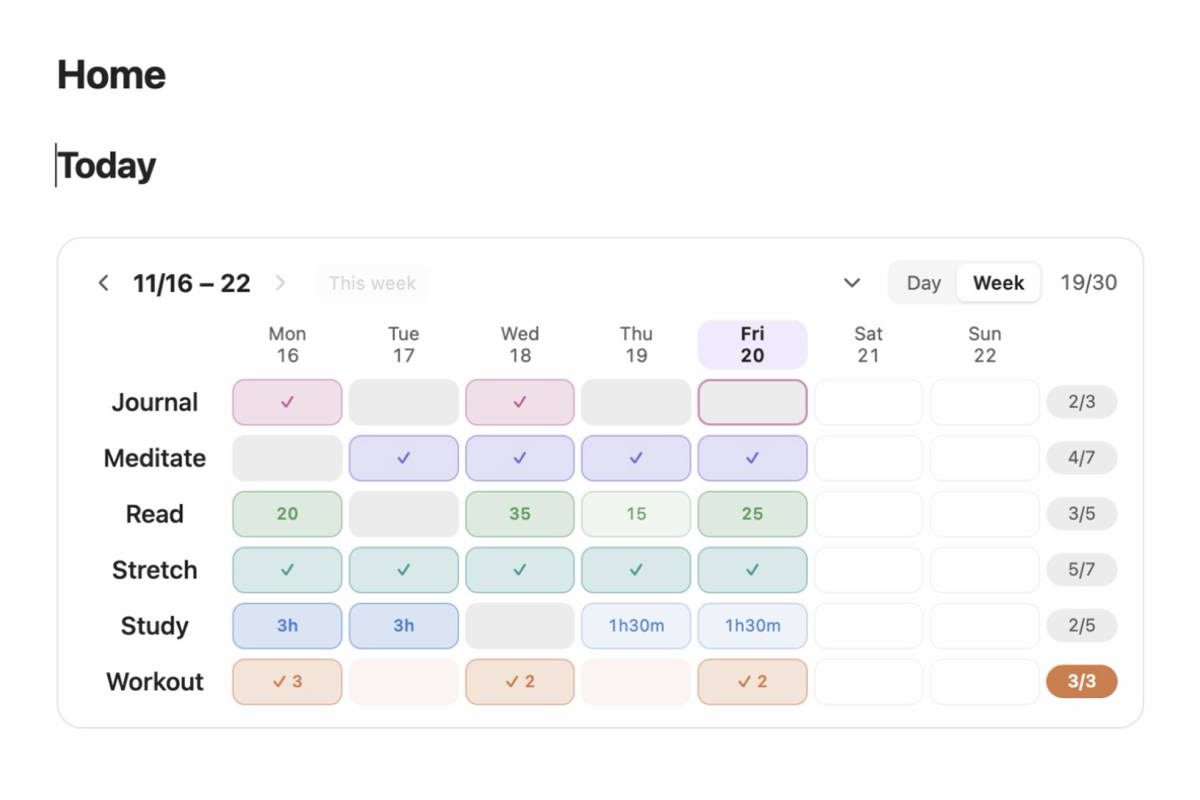 Home
Today
11/16 – 22 This week Day Week 19/30
Mon Tue Wed Thu Fri Sat Sun
16 17 18 19 20 21 22
Journal ✓ ✓ 2/3
Meditate ✓ ✓ ✓ ✓ 4/7
Read 20 35 15 25 3/5
Stretch ✓ ✓ ✓ ✓ ✓ 5/7
Study 3h 3h 1h30m 1h30m 2/5
Workout ✓ 3 ✓ 2 ✓ 2 3/3